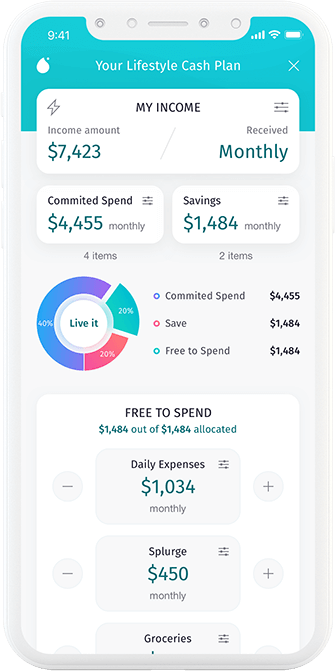 9:41
Your Lifestyle Cash Plan
MY INCOME
Income amount Received
$7,423 Monthly
Commited Spend Savings
$4,455 monthly $1,484 monthly
4 items 2 items
40% Live it 20% 20%
Commited Spend $4,455
Save $1,484
Free to Spend $1,484
FREE TO SPEND
$1,484 out of $1,484 allocated
Daily Expenses
$1,034
monthly
Splurge
$450
monthly
Groceries